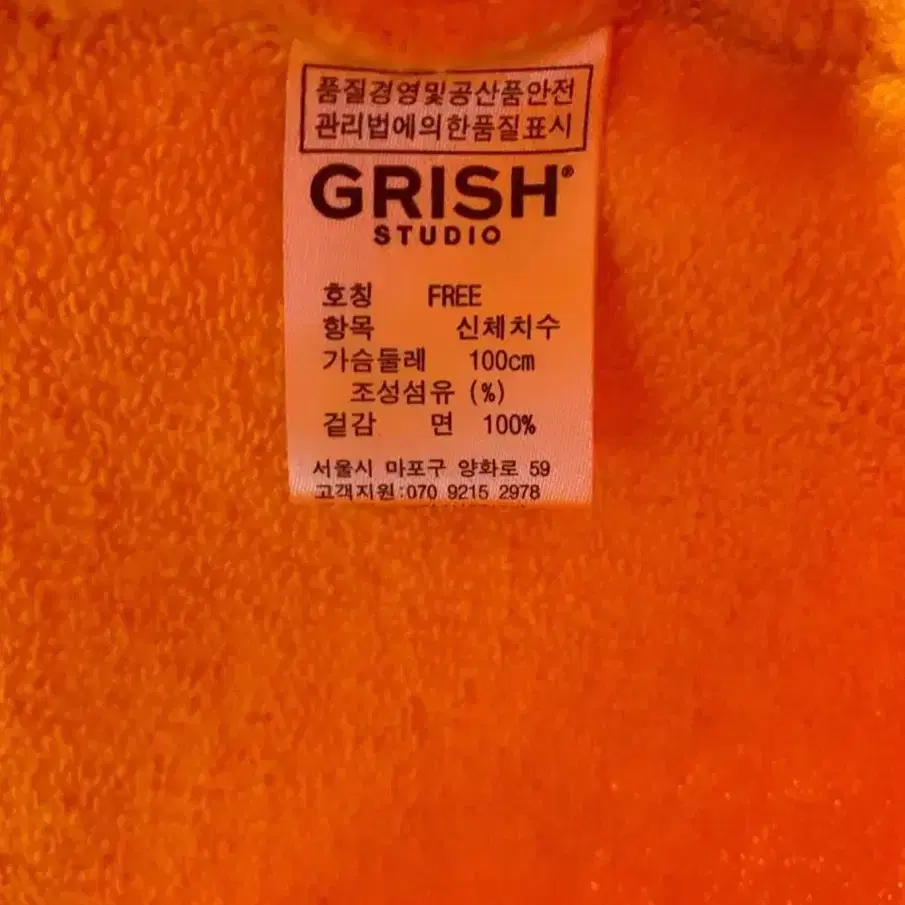 품질경영및공산품안전
관리법에의한품질표시
GRISH®
STUDIO
호칭 FREE
항목 신체치수
가슴둘레 100cm
조성섬유 (%)
겉감 면 100%
서울시 마포구 양화로 59
고객지원:070 9215 2978